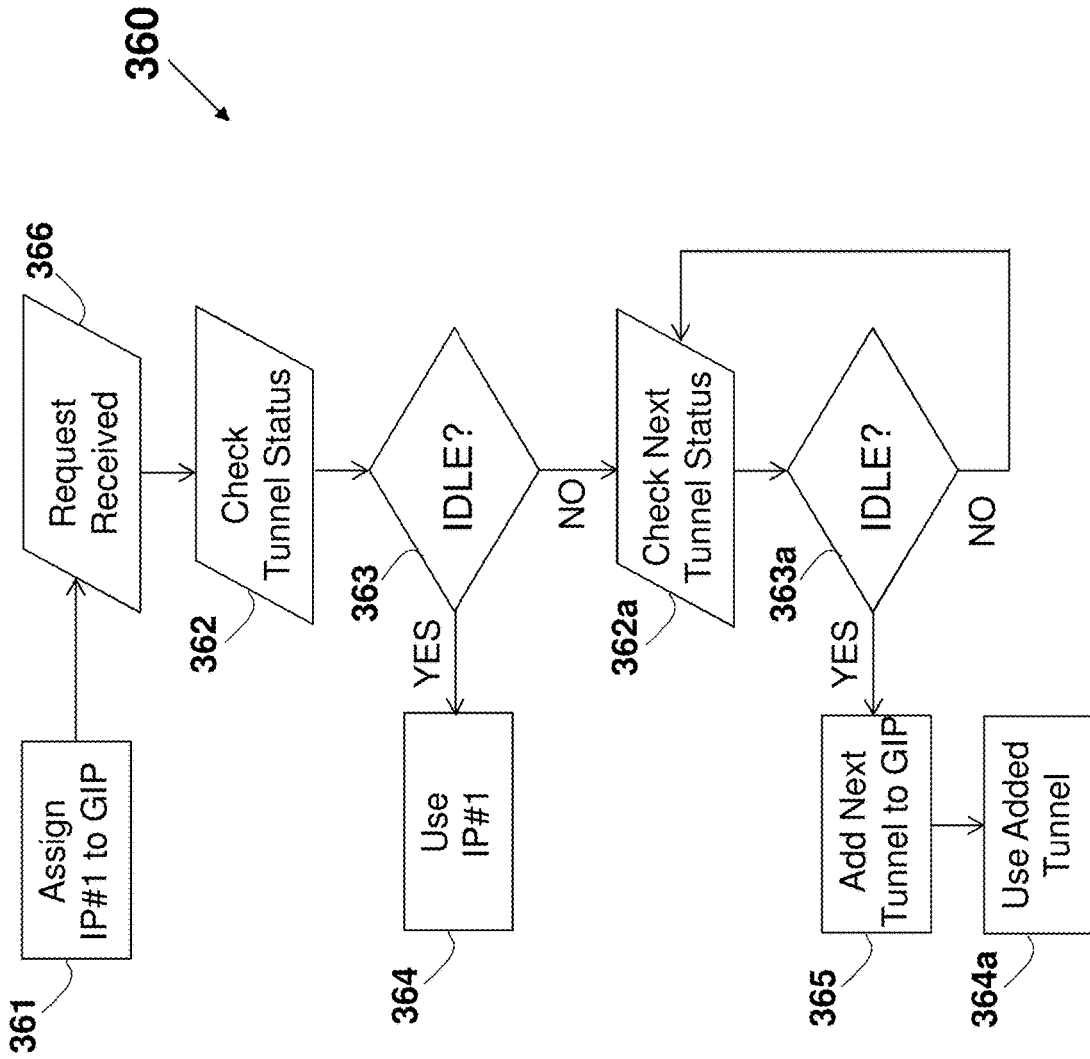 360
361
Assign
IP#1 to GIP
366
Request
Received
362
Check
Tunnel Status
363
IDLE?
YES
NO
364
Use
IP#1
362a
Check Next
Tunnel Status
363a
IDLE?
YES
NO
365
Add Next
Tunnel to GIP
364a
Use Added
Tunnel